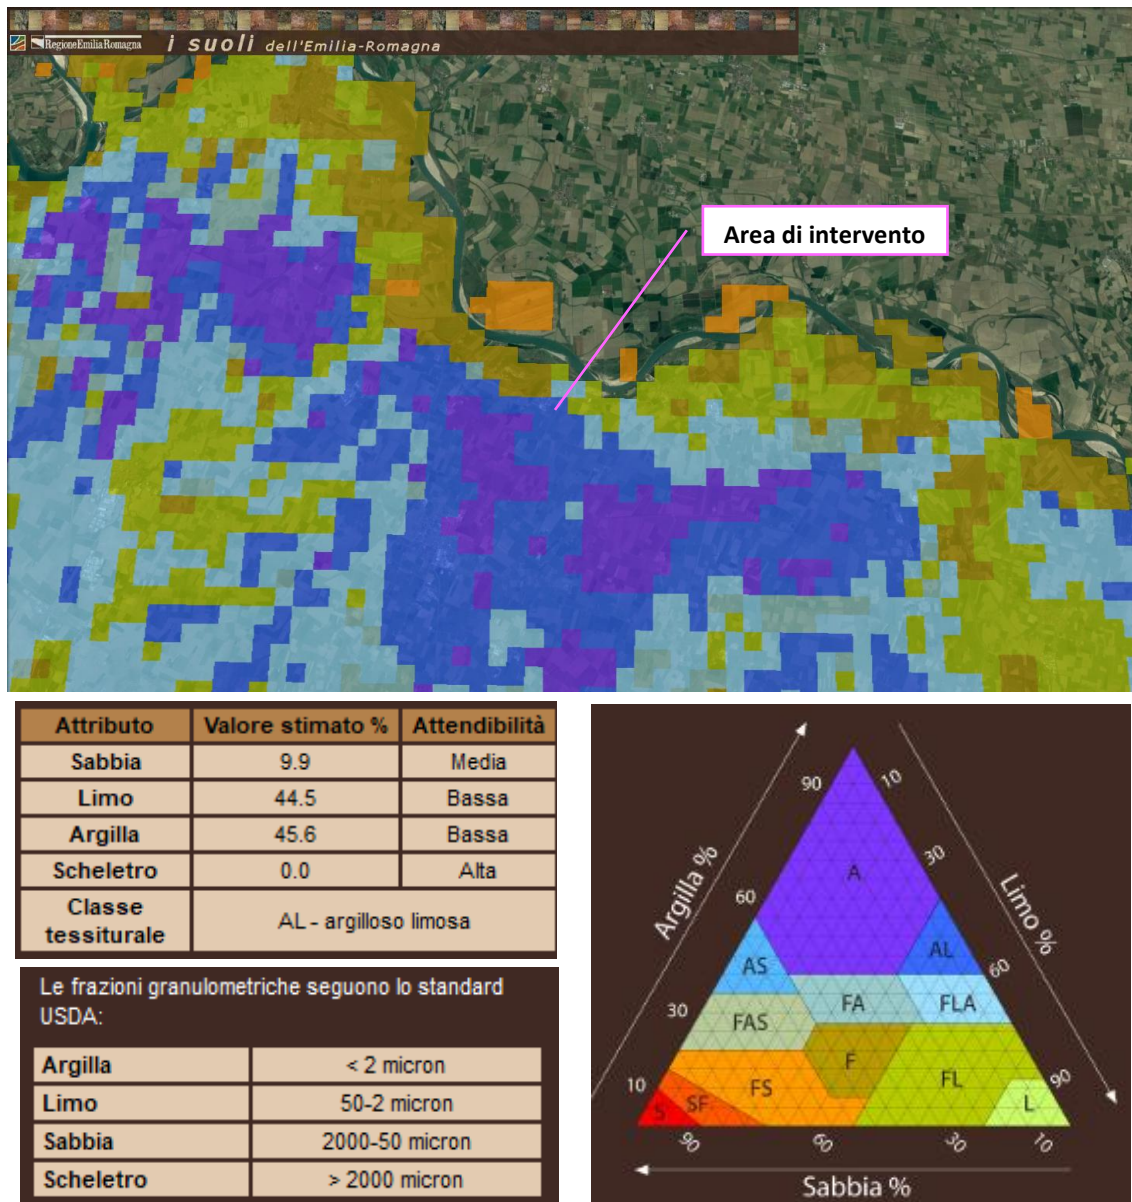 RegioneEmiliaRomagna i suoli dell'Emilia-Romagna
Area di intervento
Attributo Valore stimato % Attendibilità
Sabbia 9.9 Media
Limo 44.5 Bassa
Argilla 45.6 Bassa
Scheletro 0.0 Alta
Classe
tessiturale
AL - argilloso limosa
Le frazioni granulometriche seguono lo standard
USDA:
Argilla < 2 micron
Limo 50-2 micron
Sabbia 2000-50 micron
Scheletro > 2000 micron
90 10
A
30
Argilla %
Limo %
60
AS AL
60
30
FA FLA
FAS
F
10 FS FL 90
S SF L
90 60 30 10
Sabbia %